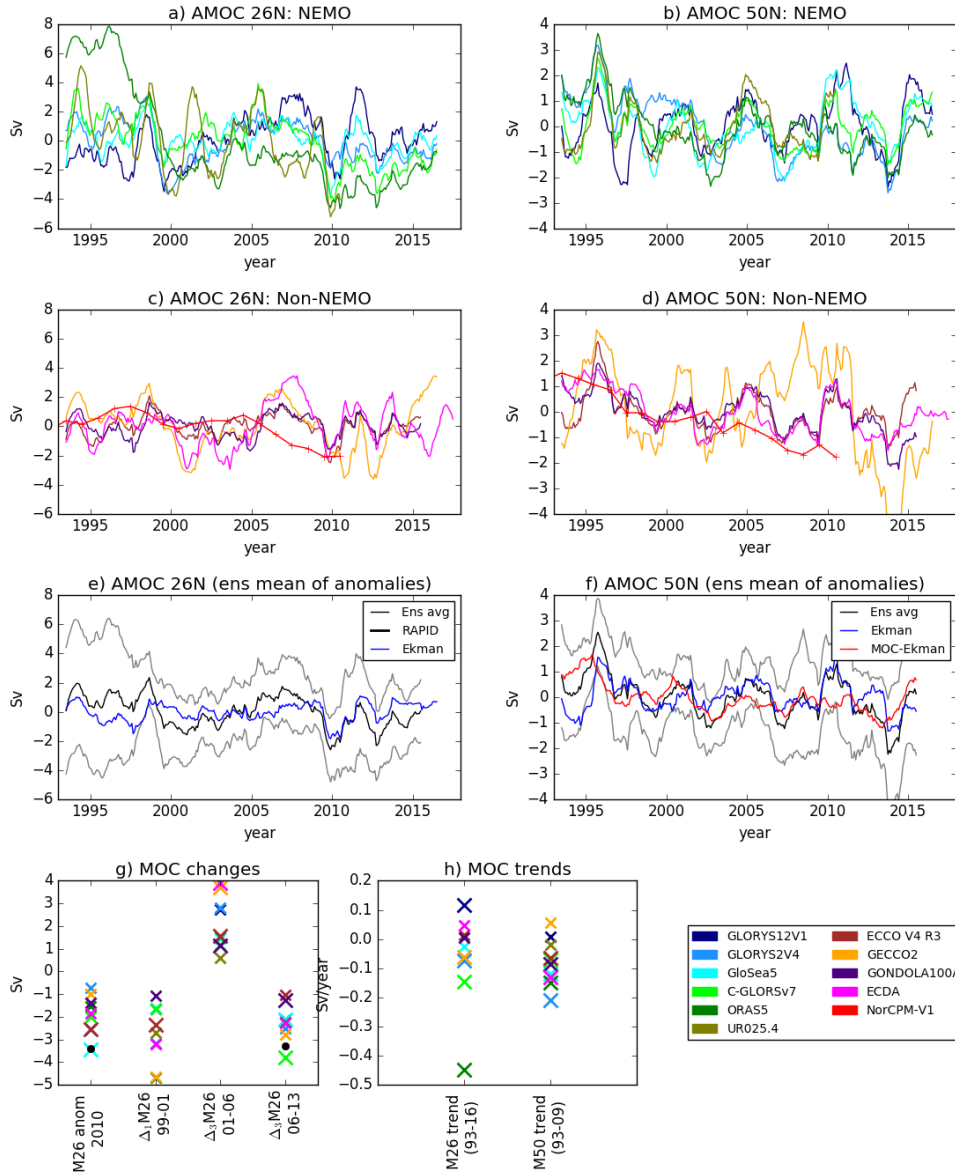 a) AMOC 26N: NEMO
8
6
4
2
0
−2
−4
−6
Sv
1995 2000 2005 2010 2015
year
b) AMOC 50N: NEMO
4
3
2
1
0
−1
−2
−3
−4
Sv
1995 2000 2005 2010 2015
year
c) AMOC 26N: Non-NEMO
8
6
4
2
0
−2
−4
−6
Sv
1995 2000 2005 2010 2015
year
d) AMOC 50N: Non-NEMO
4
3
2
1
0
−1
−2
−3
−4
Sv
1995 2000 2005 2010 2015
year
e) AMOC 26N (ens mean of anomalies)
8
6
4
2
0
−2
−4
−6
Sv
Ens avg
RAPID
Ekman
1995 2000 2005 2010 2015
year
f) AMOC 50N (ens mean of anomalies)
4
3
2
1
0
−1
−2
−3
−4
Sv
Ens avg
Ekman
MOC-Ekman
1995 2000 2005 2010 2015
year
g) MOC changes
4
3
2
1
0
−1
−2
−3
−4
−5
Sv
M26 anom
2010
Δ₁M26
99-01
Δ₃M26
01-06
Δ₃M26
06-13
h) MOC trends
0.2
0.1
0.0
−0.1
−0.2
−0.3
−0.4
−0.5
Sv/year
M26 trend
(93-16)
M50 trend
(93-09)
GLORYS12V1
GLORYS2V4
GloSea5
C-GLORSv7
ORAS5
UR025.4
ECCO V4 R3
GECCO2
GONDOLA100A
ECDA
NorCPM-V1